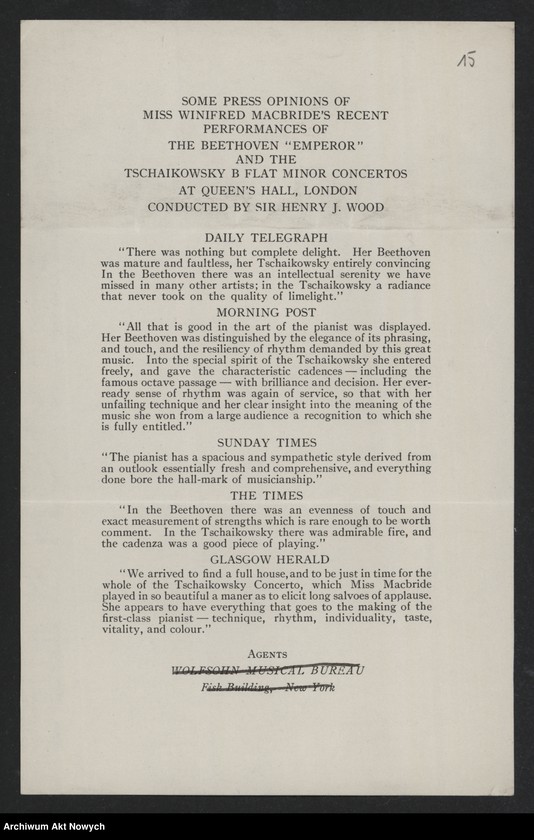 15
SOME PRESS OPINIONS OF
MISS WINIFRED MACBRIDE'S RECENT
PERFORMANCES OF
THE BEETHOVEN "EMPEROR"
AND THE
TSCHAIKOWSKY B FLAT MINOR CONCERTOS
AT QUEEN'S HALL, LONDON
CONDUCTED BY SIR HENRY J. WOOD
DAILY TELEGRAPH
"There was nothing but complete delight. Her Beethoven
was mature and faultless, her Tschaikowsky entirely convincing
In the Beethoven there was an intellectual serenity we have
missed in many other artists; in the Tschaikowsky a radiance
that never took on the quality of limelight."
MORNING POST
"All that is good in the art of the pianist was displayed.
Her Beethoven was distinguished by the elegance of its phrasing,
and touch, and the resiliency of rhythm demanded by this great
music. Into the special spirit of the Tschaikowsky she entered
freely, and gave the characteristic cadences — including the
famous octave passage — with brilliance and decision. Her ever-
ready sense of rhythm was again of service, so that with her
unfailing technique and her clear insight into the meaning of the
music she won from a large audience a recognition to which she
is fully entitled."
SUNDAY TIMES
"The pianist has a spacious and sympathetic style derived from
an outlook essentially fresh and comprehensive, and everything
done bore the hall-mark of musicianship."
THE TIMES
"In the Beethoven there was an evenness of touch and
exact measurement of strengths which is rare enough to be worth
comment. In the Tschaikowsky there was admirable fire, and
the cadenza was a good piece of playing."
GLASGOW HERALD
"We arrived to find a full house,and to be just in time for the
whole of the Tschaikowsky Concerto, which Miss Macbride
played in so beautiful a maner as to elicit long salvoes of applause.
She appears to have everything that goes to the making of the
first-class pianist — technique, rhythm, individuality, taste,
vitality, and colour."
AGENTS
WOLFSOHN MUSICAL BUREAU
Fisk Building, New York
Archiwum Akt Nowych